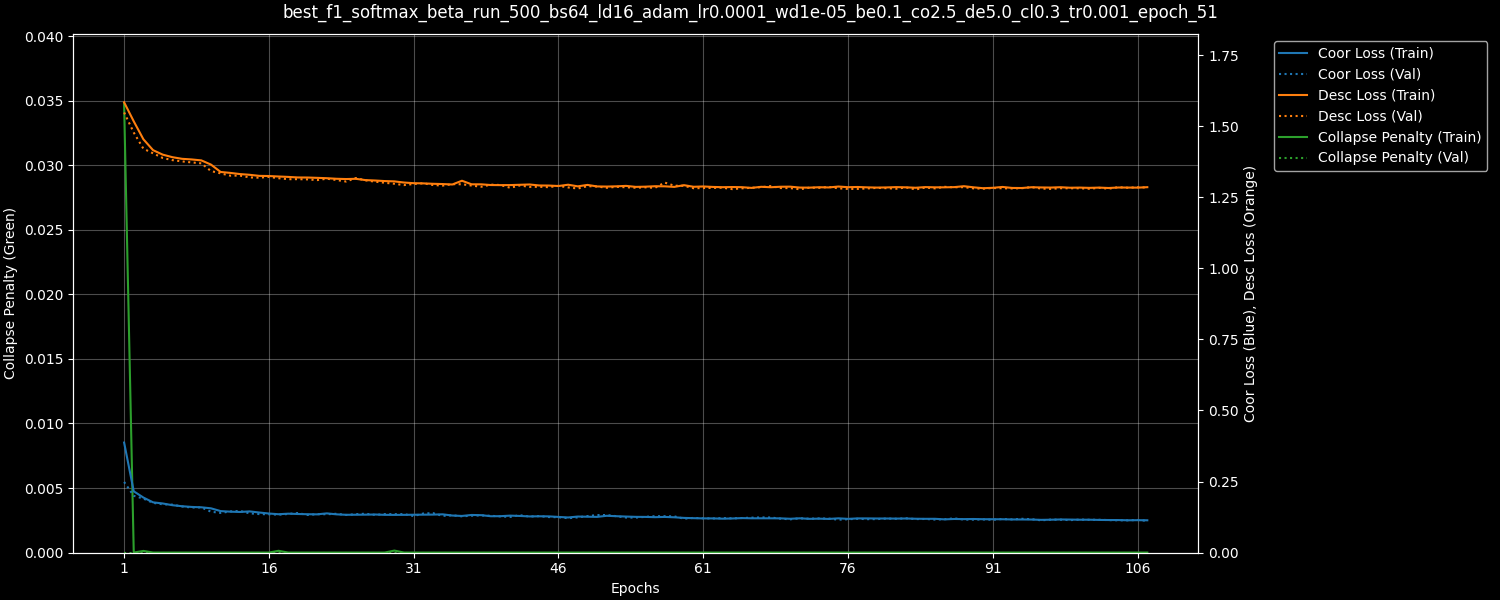 best_f1_softmax_beta_run_500_bs64_ld16_adam_lr0.0001_wd1e-05_be0.1_co2.5_de5.0_cl0.3_tr0.001_epoch_51
Collapse Penalty (Green)
0.040
0.035
0.030
0.025
0.020
0.015
0.010
0.005
0.000
1 16 31 46 61 76 91 106
Epochs
1.75
1.50
1.25
1.00
0.75
0.50
0.25
0.00
Coor Loss (Blue), Desc Loss (Orange)
Coor Loss (Train)
Coor Loss (Val)
Desc Loss (Train)
Desc Loss (Val)
Collapse Penalty (Train)
Collapse Penalty (Val)